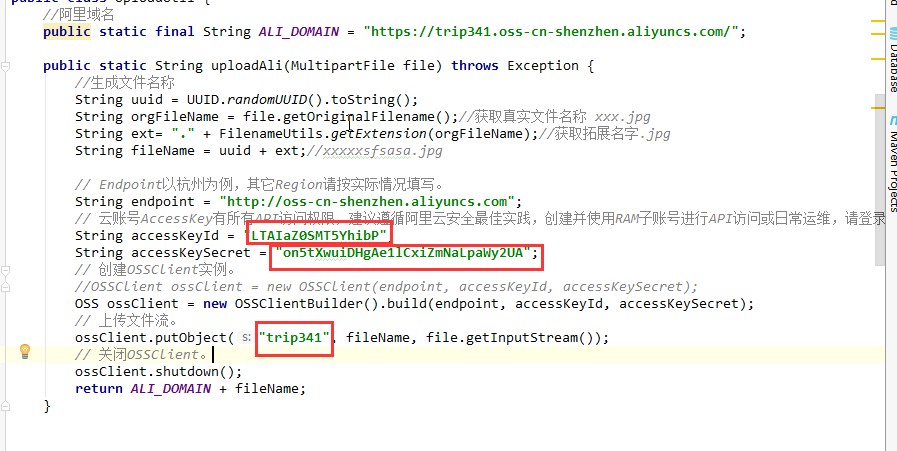 public class UploadUtil {
//阿里域名
public static final String ALI_DOMAIN = "https://trip341.oss-cn-shenzhen.aliyuncs.com/";
public static String uploadAli(MultipartFile file) throws Exception {
//生成文件名称
String uuid = UUID.randomUUID().toString();
String orgFileName = file.getOriginalFilename();//获取真实文件名称 xxx.jpg
String ext= "." + FilenameUtils.getExtension(orgFileName);//获取拓展名字.jpg
String fileName = uuid + ext;//xxxxxsfsasa.jpg
// Endpoint以杭州为例，其它Region请按实际情况填写。
String endpoint = "http://oss-cn-shenzhen.aliyuncs.com";
// 云账号AccessKey有所有API访问权限，建议遵循阿里云安全最佳实践，创建并使用RAM子账号进行API访问或日常运维，请登录
String accessKeyId = "LTAIaZ0SMT5YhibP"
String accessKeySecret = "on5tXwuiDHgAe1lCxiZmNaLpaWy2UA";
// 创建OSSClient实例。
//OSSClient ossClient = new OSSClient(endpoint, accessKeyId, accessKeySecret);
OSS ossClient = new OSSClientBuilder().build(endpoint, accessKeyId, accessKeySecret);
// 上传文件流。
ossClient.putObject( s: "trip341", fileName, file.getInputStream());
// 关闭OSSClient。
ossClient.shutdown();
return ALI_DOMAIN + fileName;
}
Database
Maven Projects